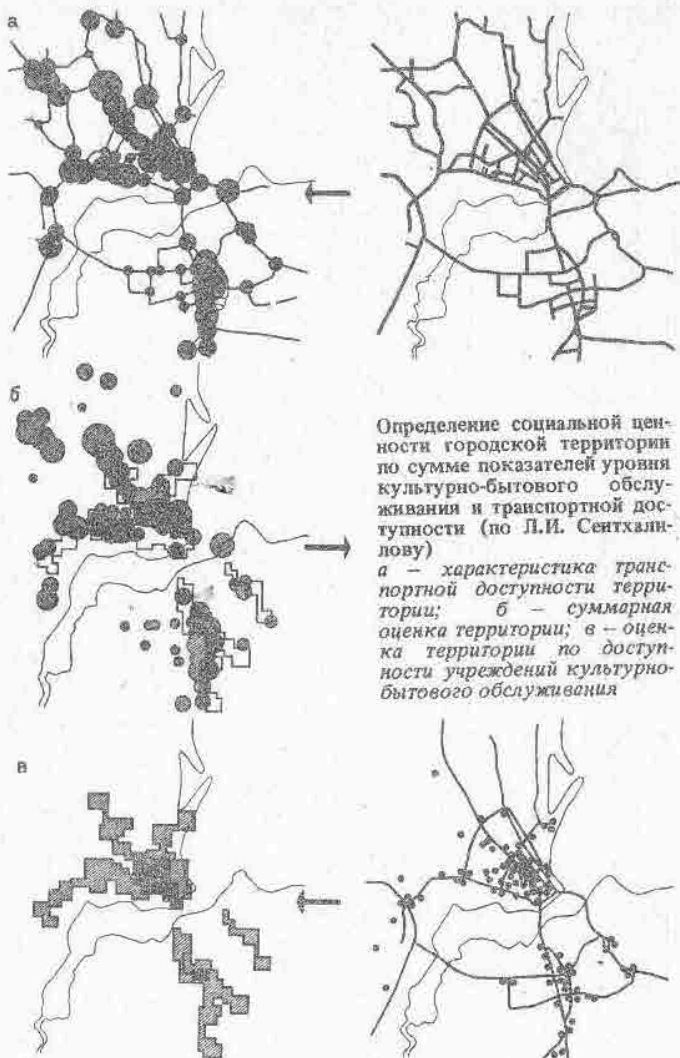 а
б
Определение социальной цен-
ности городской территории
по сумме показателей уровня
культурно-бытового обслу-
живания и транспортной дос-
тупности (по Л.И. Сеитхали-
лову)
а — характеристика транс-
портной доступности терри-
тории; б — суммарная
оценка территории; в — оцен-
ка территории по доступ-
ности учреждений культурно-
бытового обслуживания
в